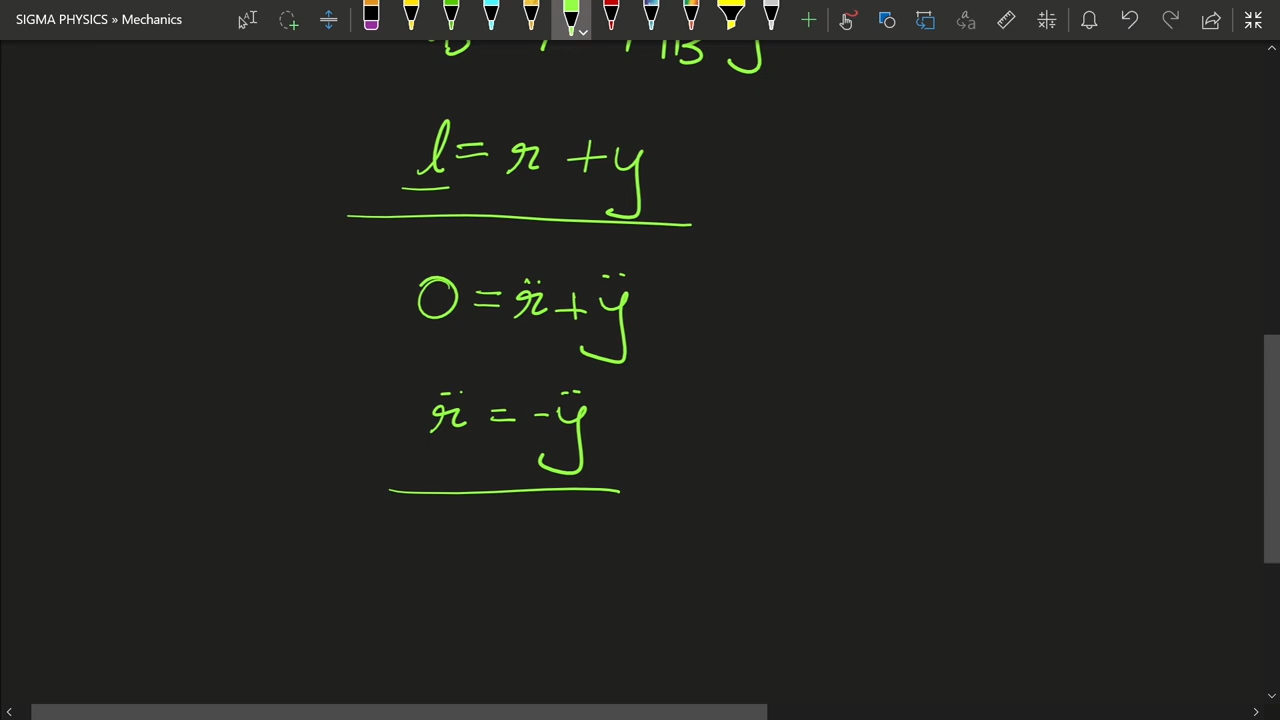 SIGMA PHYSICS » Mechanics
l = r + y
0 = r̈ + ÿ
r̈ = -ÿ